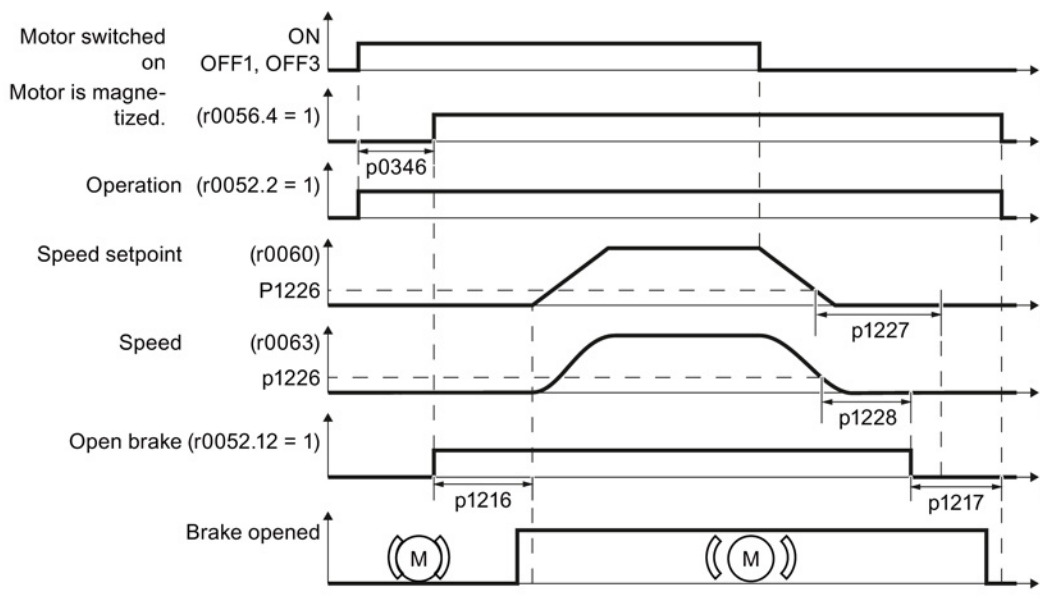 Motor switched on
ON
OFF1, OFF3
Motor is magne-
tized.
(r0056.4 = 1)
p0346
Operation (r0052.2 = 1)
Speed setpoint (r0060)
P1226
p1227
Speed (r0063)
p1226
p1228
Open brake (r0052.12 = 1)
p1216
p1217
Brake opened
M
M